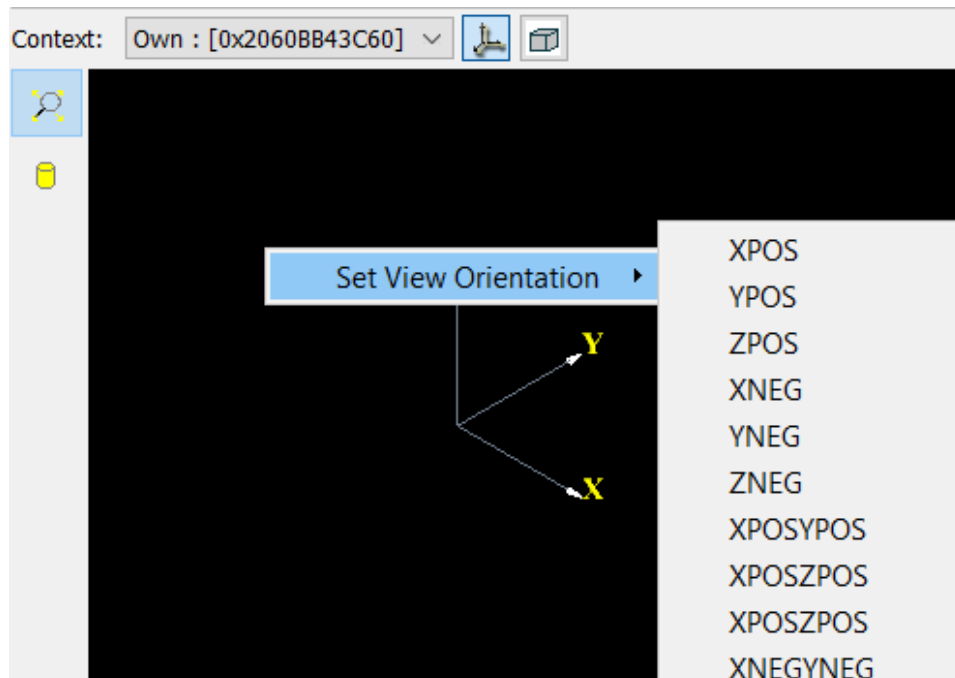 Context: Own : [0x2060BB43C60]
Set View Orientation
XPOS
YPOS
ZPOS
XNEG
YNEG
ZNEG
XPOSYPOS
XPOSZPOS
XPOSZPOS
XNEGYNEG
Y
X